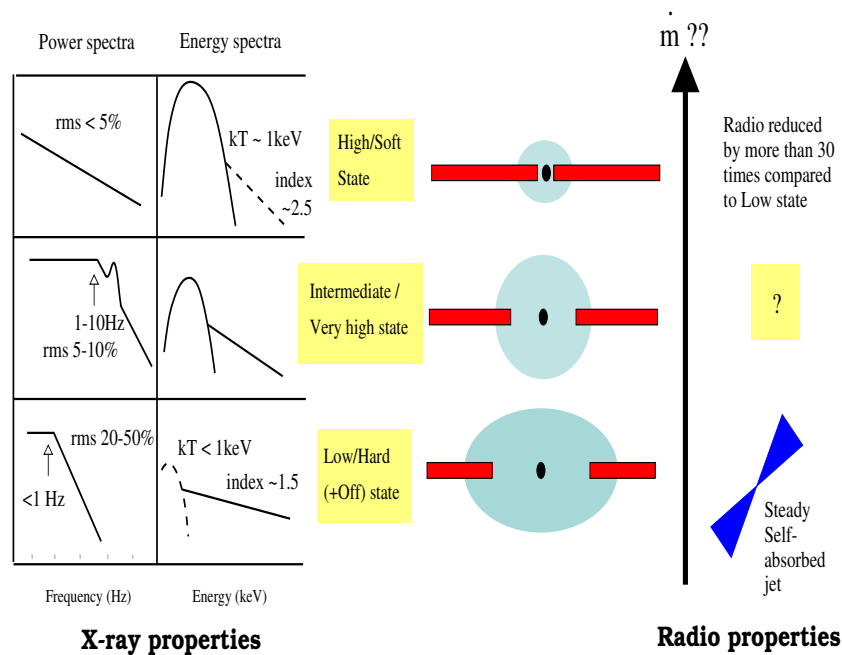 Power spectra
Energy spectra
ṁ ??
rms < 5%
kT ~ 1keV
index
~2.5
High/Soft
State
Radio reduced
by more than 30
times compared
to Low state
1-10Hz
rms 5-10%
Intermediate /
Very high state
?
rms 20-50%
<1 Hz
kT < 1keV
index ~1.5
Low/Hard
(+Off) state
Steady
Self-
absorbed
jet
Frequency (Hz)
Energy (keV)
X-ray properties
Radio properties